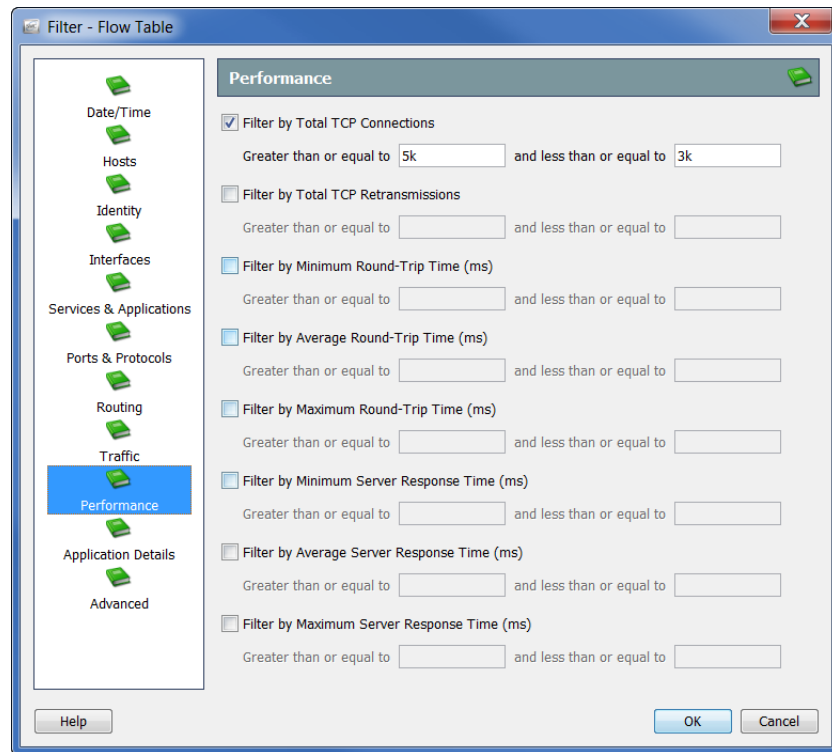 Filter - Flow Table
Date/Time
Hosts
Identity
Interfaces
Services & Applications
Ports & Protocols
Routing
Traffic
Performance
Application Details
Advanced
Performance
Filter by Total TCP Connections
Greater than or equal to 5k and less than or equal to 3k
Filter by Total TCP Retransmissions
Greater than or equal to and less than or equal to
Filter by Minimum Round-Trip Time (ms)
Greater than or equal to and less than or equal to
Filter by Average Round-Trip Time (ms)
Greater than or equal to and less than or equal to
Filter by Maximum Round-Trip Time (ms)
Greater than or equal to and less than or equal to
Filter by Minimum Server Response Time (ms)
Greater than or equal to and less than or equal to
Filter by Average Server Response Time (ms)
Greater than or equal to and less than or equal to
Filter by Maximum Server Response Time (ms)
Greater than or equal to and less than or equal to
Help OK Cancel